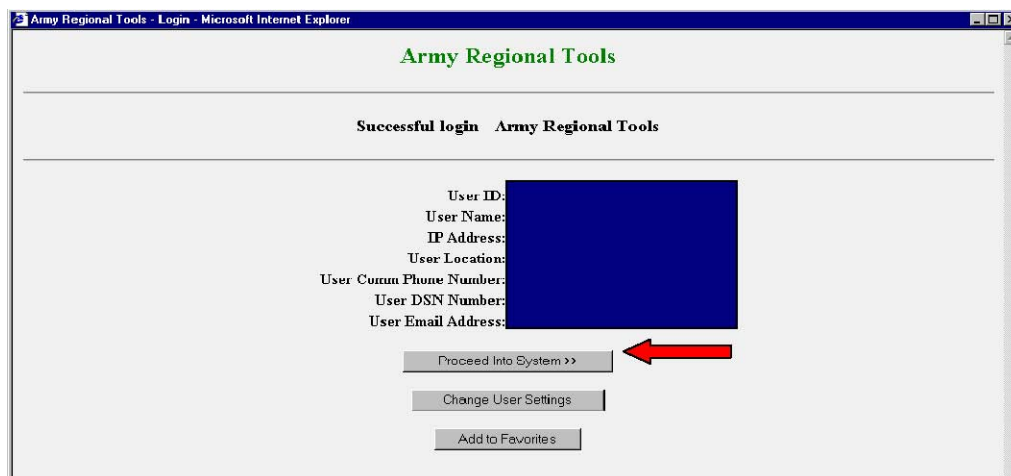 Army Regional Tools - Login - Microsoft Internet Explorer
Army Regional Tools
Successful login Army Regional Tools
User ID:
User Name:
IP Address:
User Location:
User Comm Phone Number:
User DSN Number:
User Email Address:
Proceed Into System >>
Change User Settings
Add to Favorites